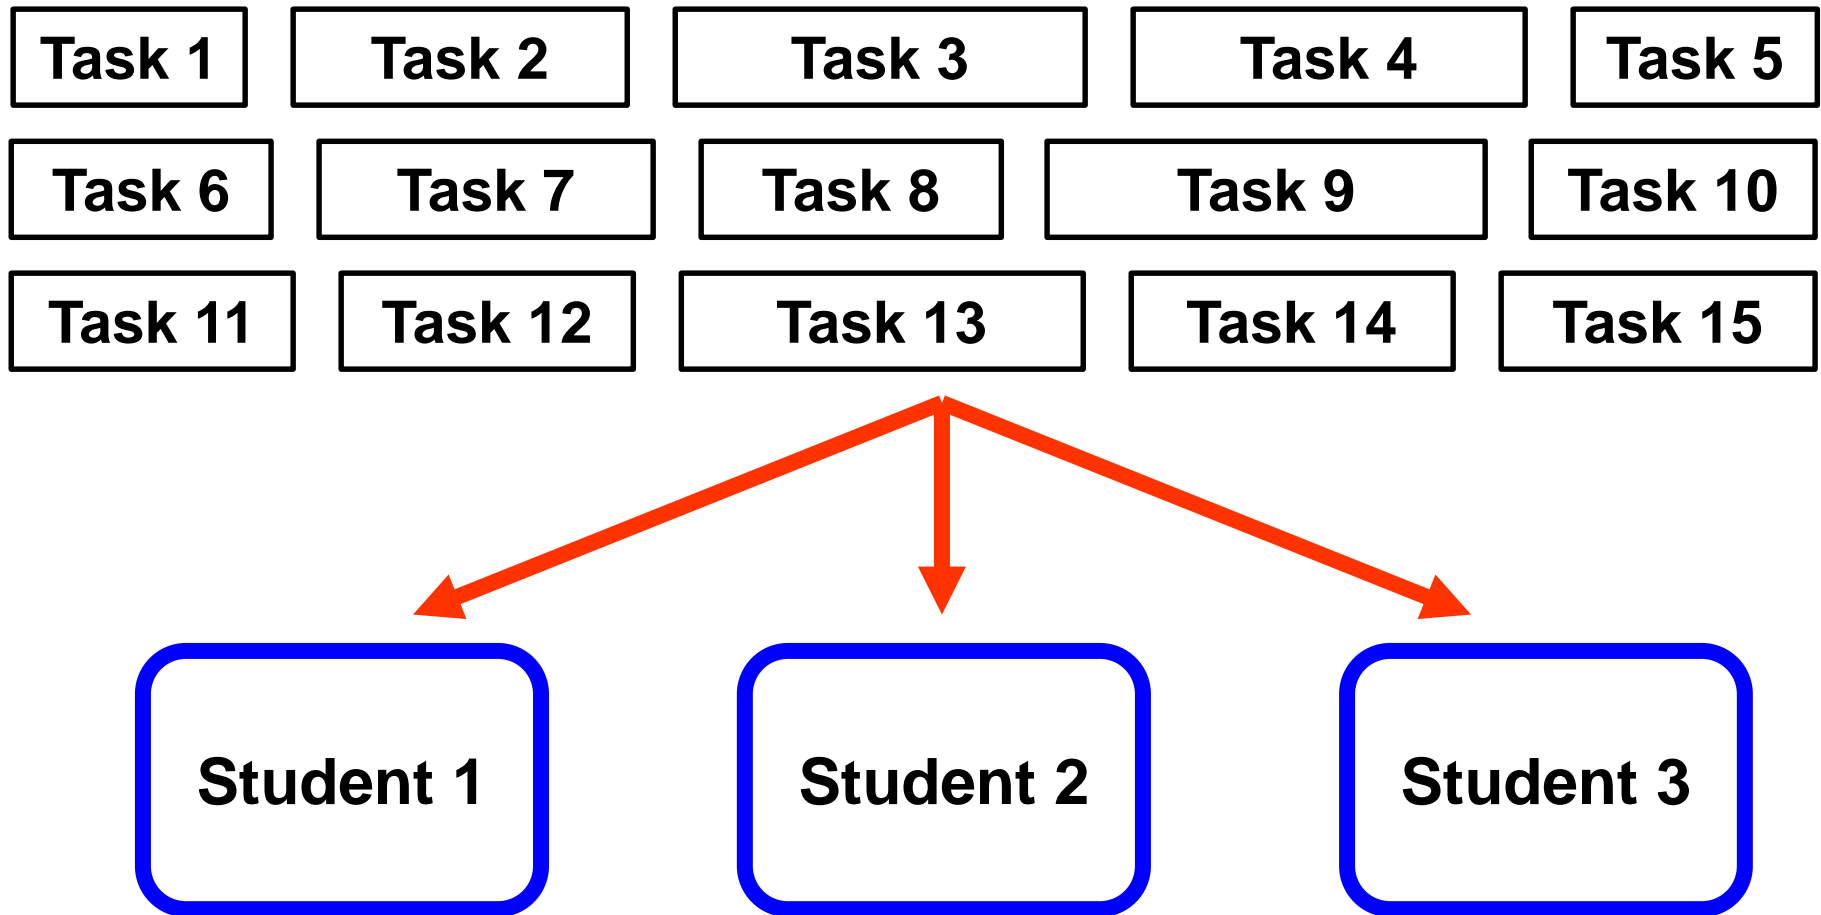 Task 1 Task 2 Task 3 Task 4 Task 5
Task 6 Task 7 Task 8 Task 9 Task 10
Task 11 Task 12 Task 13 Task 14 Task 15
Student 1 Student 2 Student 3